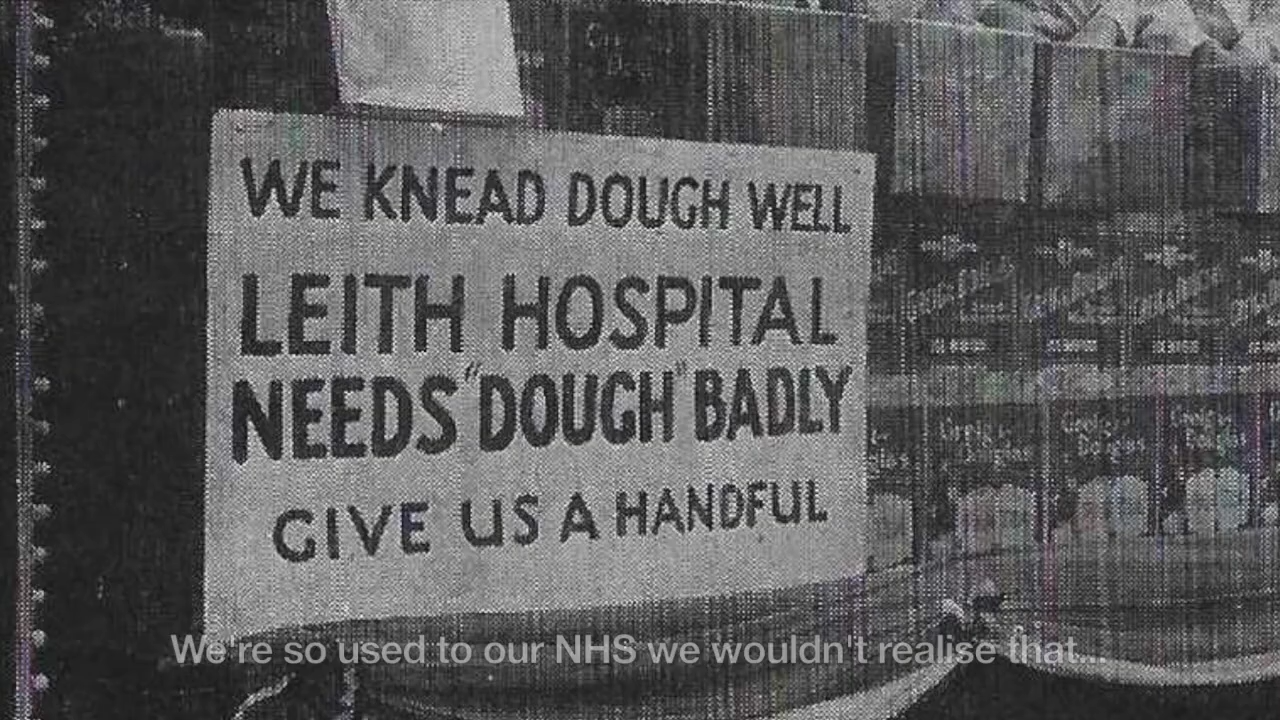 WE KNEAD DOUGH WELL
LEITH HOSPITAL
NEEDS "DOUGH" BADLY
GIVE US A HANDFUL
We're so used to our NHS we wouldn't realise that...